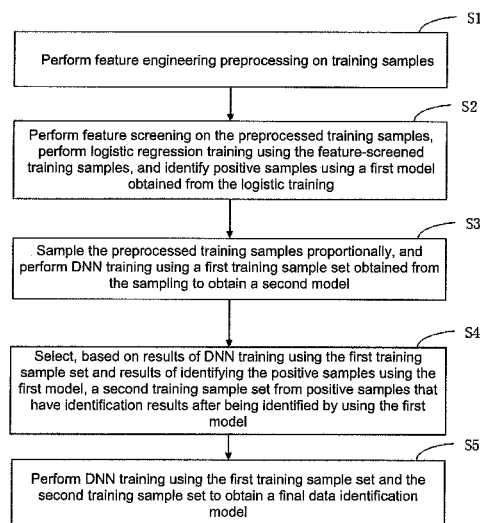 S1
Perform feature engineering preprocessing on training samples
S2
Perform feature screening on the preprocessed training samples,
perform logistic regression training using the feature-screened
training samples, and identify positive samples using a first model
obtained from the logistic training
S3
Sample the preprocessed training samples proportionally, and
perform DNN training using a first training sample set obtained from
the sampling to obtain a second model
S4
Select, based on results of DNN training using the first training
sample set and results of identifying the positive samples using the
first model, a second training sample set from positive samples that
have identification results after being identified by using the first
model
S5
Perform DNN training using the first training sample set and the
second training sample set to obtain a final data identification
model